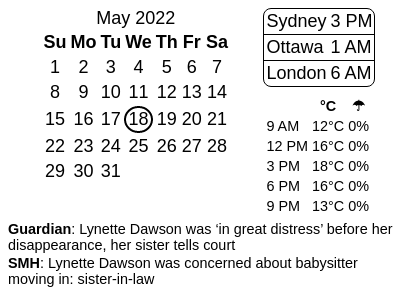 May 2022
Su Mo Tu We Th Fr Sa
1 2 3 4 5 6 7
8 9 10 11 12 13 14
15 16 17 18 19 20 21
22 23 24 25 26 27 28
29 30 31
Sydney 3 PM
Ottawa 1 AM
London 6 AM
°C ☂
9 AM 12°C 0%
12 PM 16°C 0%
3 PM 18°C 0%
6 PM 16°C 0%
9 PM 13°C 0%
Guardian: Lynette Dawson was ‘in great distress’ before her
disappearance, her sister tells court
SMH: Lynette Dawson was concerned about babysitter
moving in: sister-in-law